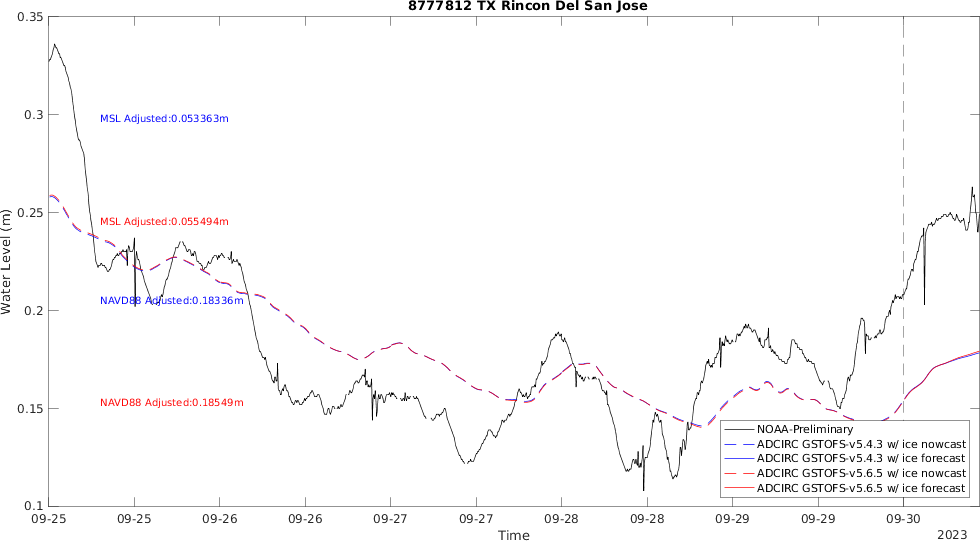 8777812 TX Rincon Del San Jose
0.35
0.3
0.25
0.2
0.15
0.1
Water Level (m)
MSL Adjusted:0.053363m
MSL Adjusted:0.055494m
NAVD88 Adjusted:0.18336m
NAVD88 Adjusted:0.18549m
NOAA-Preliminary
ADCIRC GSTOFS-v5.4.3 w/ ice nowcast
ADCIRC GSTOFS-v5.4.3 w/ ice forecast
ADCIRC GSTOFS-v5.6.5 w/ ice nowcast
ADCIRC GSTOFS-v5.6.5 w/ ice forecast
09-25 09-25 09-26 09-26 09-27 09-27 09-28 09-28 09-29 09-29 09-30
Time
2023